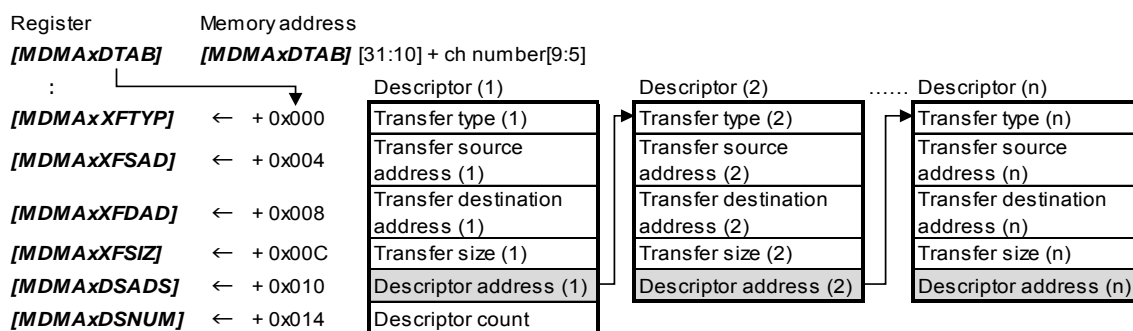 Register Memory address
[MDMAxDTAB] [MDMAxDTAB] [31:10] + ch number[9:5]
: Descriptor (1) Descriptor (2) …… Descriptor (n)
[MDMAxXFTYP] ← + 0x000 Transfer type (1) Transfer type (2) Transfer type (n)
[MDMAxXFSAD] ← + 0x004 Transfer source address (1) Transfer source address (2) Transfer source address (n)
[MDMAxXFDAD] ← + 0x008 Transfer destination address (1) Transfer destination address (2) Transfer destination address (n)
[MDMAxXFSIZ] ← + 0x00C Transfer size (1) Transfer size (2) Transfer size (n)
[MDMAxDSADS] ← + 0x010 Descriptor address (1) Descriptor address (2) Descriptor address (n)
[MDMAxDSNUM] ← + 0x014 Descriptor count